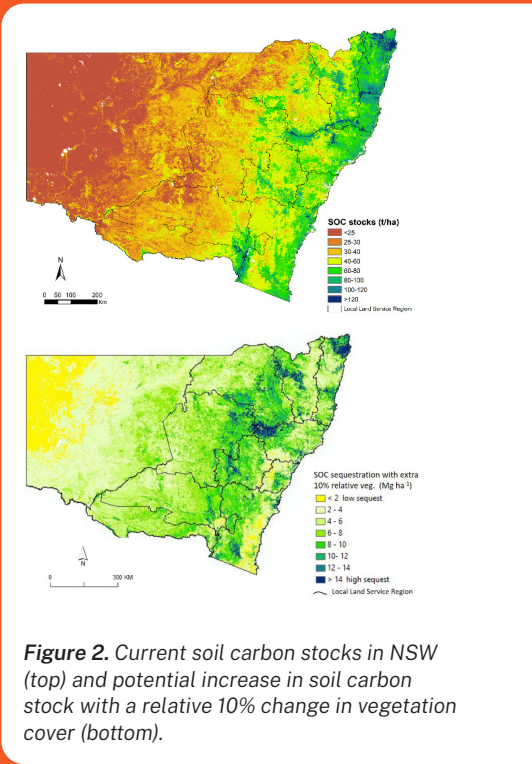 SOC stocks (t/ha)
<25
25-30
30-40
40-60
60-80
80-100
100-120
>120
Local Land Service Region
N
0 50 100 200
Km
SOC sequestration with extra
10% relative veg. (Mg ha⁻¹)
< 2 low sequest
2 - 4
4 - 6
6 - 8
8 - 10
10- 12
12 - 14
> 14 high sequest
Local Land Service Region
N
0 300 KM
Figure 2. Current soil carbon stocks in NSW
(top) and potential increase in soil carbon
stock with a relative 10% change in vegetation
cover (bottom).